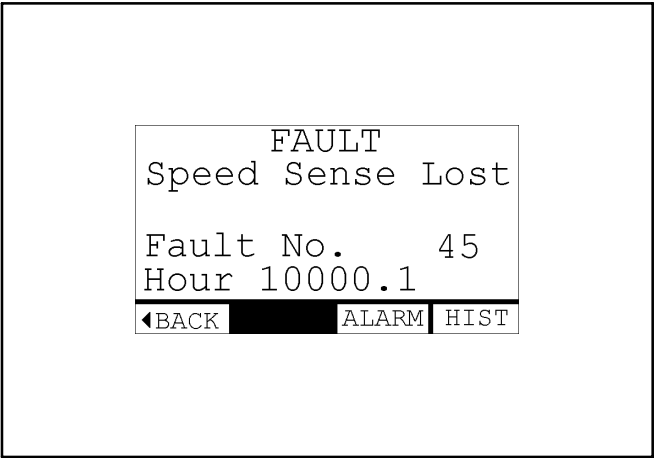 FAULT
Speed Sense Lost
Fault No. 45
Hour 10000.1
◀BACK ALARM HIST